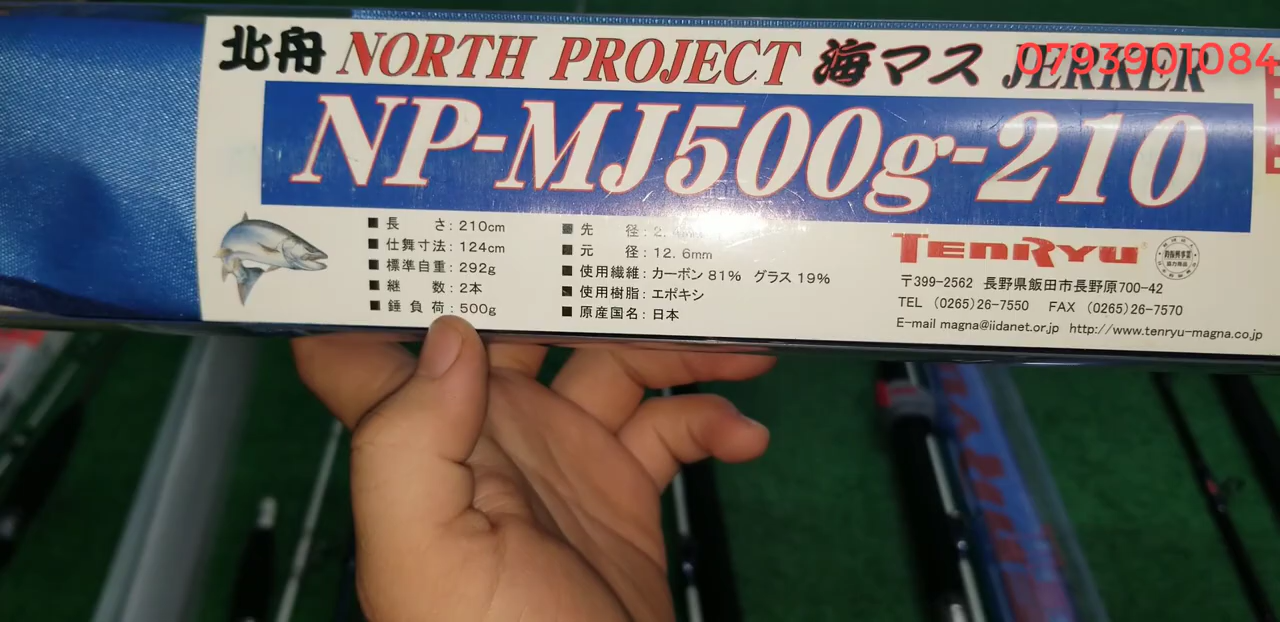 北舟 NORTH PROJECT 海マス JERKER
0793901084
NP-MJ500g-210
■ 長さ: 210cm
■ 仕舞寸法: 124cm
■ 標準自重: 292g
■ 継数: 2本
■ 錘負荷: 500g
■ 先径: 2.
■ 元径: 12. 6mm
■ 使用繊維: カーボン 81% グラス 19%
■ 使用樹脂: エポキシ
■ 原産国名: 日本
TENRYU
〒399-2562 長野県飯田市長野原700-42
TEL (0265)26-7550 FAX (0265)26-7570
E-mail magna@iidanet.or.jp http://www.tenryu-magna.co.jp